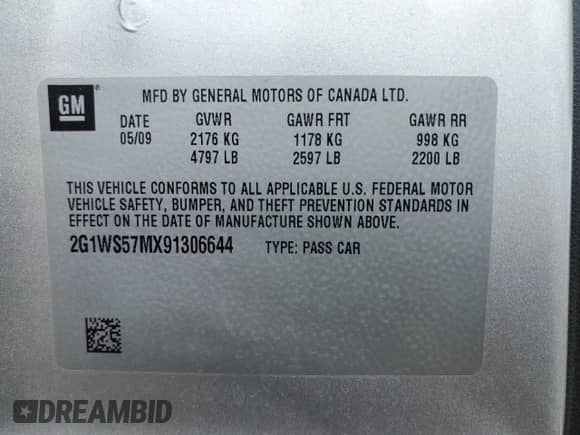 GM
MFD BY GENERAL MOTORS OF CANADA LTD.
DATE GVWR GAWR FRT GAWR RR
05/09 2176 KG 1178 KG 998 KG
4797 LB 2597 LB 2200 LB
THIS VEHICLE CONFORMS TO ALL APPLICABLE U.S. FEDERAL MOTOR
VEHICLE SAFETY, BUMPER, AND THEFT PREVENTION STANDARDS IN
EFFECT ON THE DATE OF MANUFACTURE SHOWN ABOVE.
2G1WS57MX91306644 TYPE: PASS CAR
DREAMBID